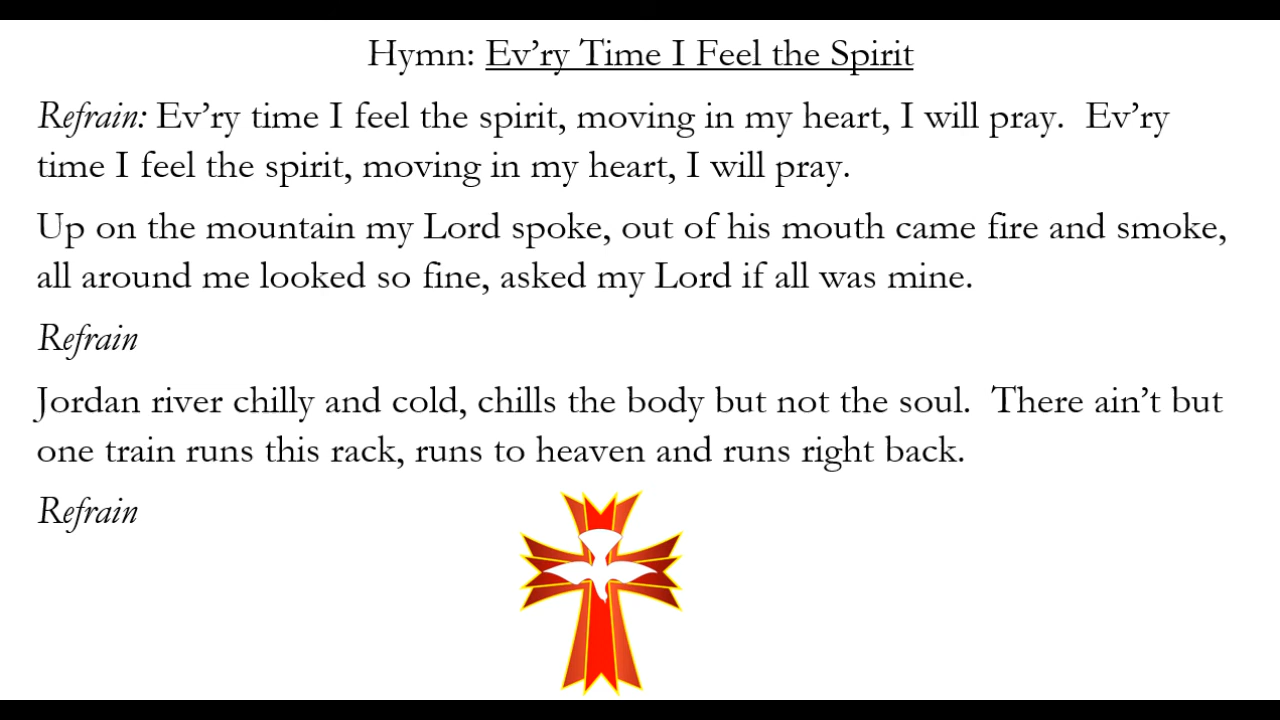 Hymn: Ev’ry Time I Feel the Spirit
Refrain: Ev’ry time I feel the spirit, moving in my heart, I will pray.  Ev’ry
time I feel the spirit, moving in my heart, I will pray.
Up on the mountain my Lord spoke, out of his mouth came fire and smoke,
all around me looked so fine, asked my Lord if all was mine.
Refrain
Jordan river chilly and cold, chills the body but not the soul.  There ain’t but
one train runs this rack, runs to heaven and runs right back.
Refrain